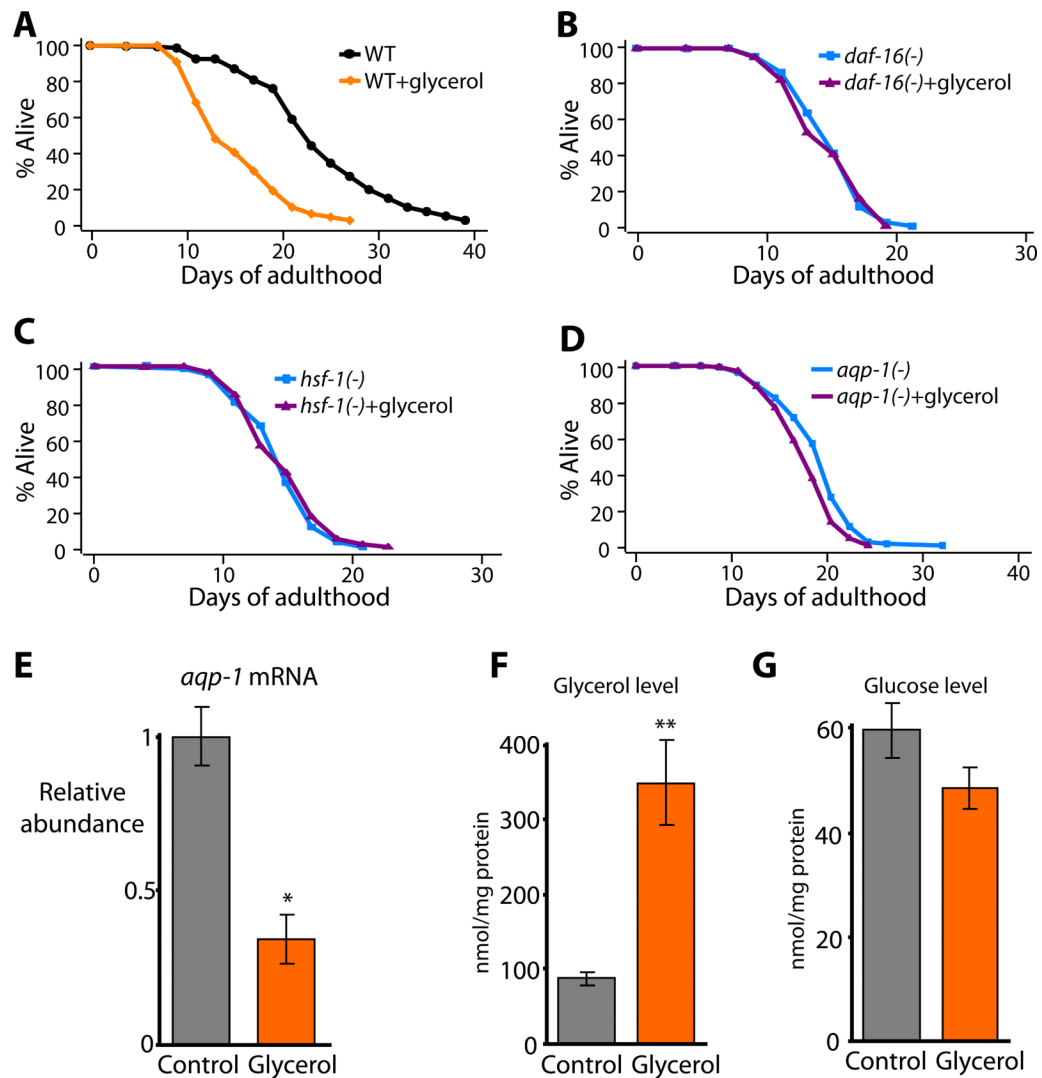 A
100
80
60
40
20
0
% Alive
WT
WT+glycerol
0 10 20 30 40
Days of adulthood
B
100
80
60
40
20
0
% Alive
daf-16(-)
daf-16(-)+glycerol
0 10 20 30
Days of adulthood
C
100
80
60
40
20
0
% Alive
hsf-1(-)
hsf-1(-)+glycerol
0 10 20 30
Days of adulthood
D
100
80
60
40
20
0
% Alive
aqp-1(-)
aqp-1(-)+glycerol
0 10 20 30 40
Days of adulthood
E
aqp-1 mRNA
1
Relative
abundance
0.5
*
0
Control Glycerol
F
Glycerol level
**
400
300
200
100
0
nmol/mg protein
Control Glycerol
G
Glucose level
60
40
20
0
nmol/mg protein
Control Glycerol